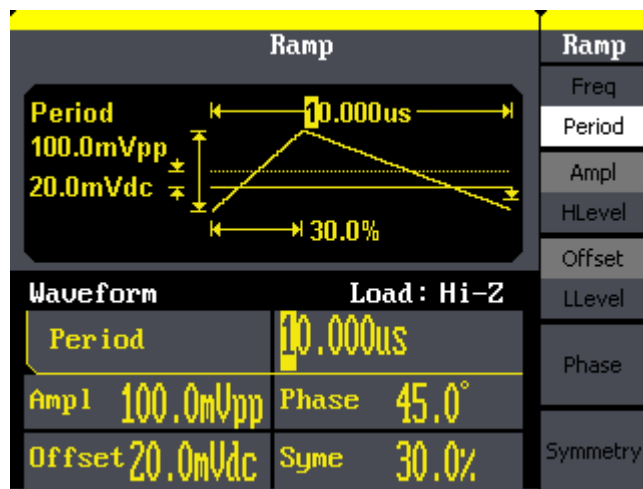 Ramp
Period 10.000us
100.0mVpp
20.0mVdc
30.0%
Waveform Load: Hi-Z
Period 10.000us
Ampl 100.0mVpp Phase 45.0°
Offset 20.0mVdc Syme 30.0%
Ramp
Freq
Period
Ampl
HLevel
Offset
LLevel
Phase
Symmetry